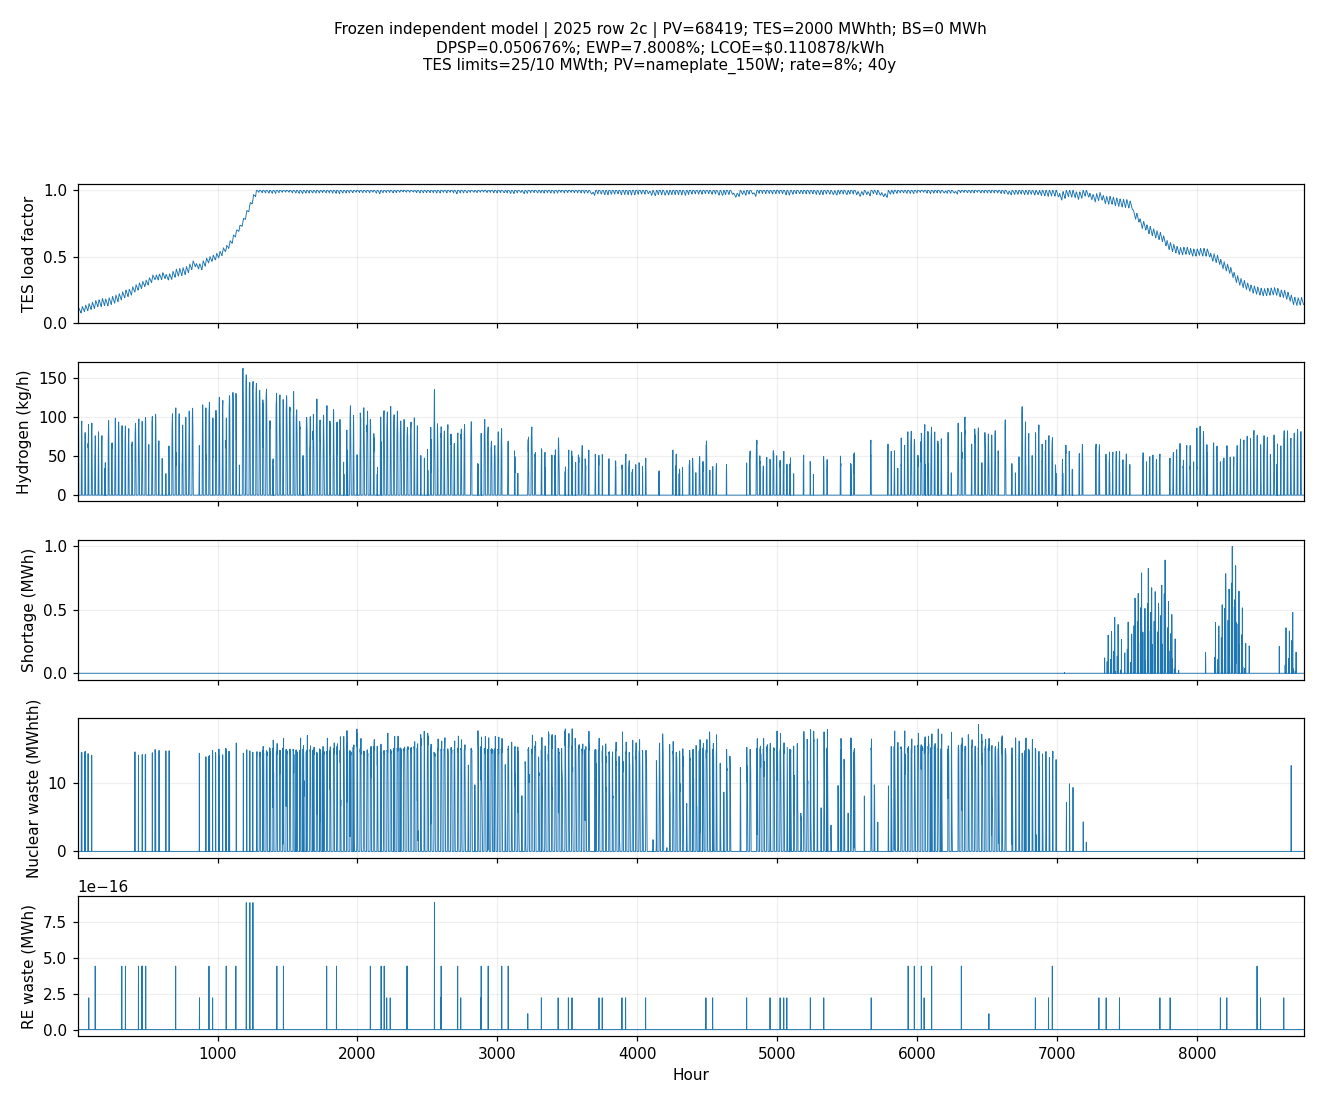 Frozen independent model | 2025 row 2c | PV=68419; TES=2000 MWhth; BS=0 MWh
DPSP=0.050676%; EWP=7.8008%; LCOE=$0.110878/kWh
TES limits=25/10 MWth; PV=nameplate_150W; rate=8%; 40y
TES load factor
1.0
0.5
0.0
Hydrogen (kg/h)
150
100
50
0
Shortage (MWh)
1.0
0.5
0.0
Nuclear waste (MWhth)
10
0
RE waste (MWh)
1e−16
7.5
5.0
2.5
0.0
1000 2000 3000 4000 5000 6000 7000 8000
Hour